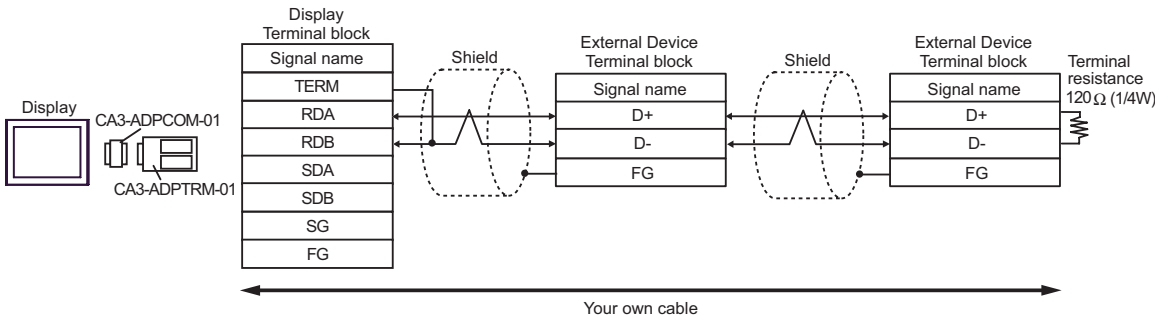 Display
CA3-ADPCOM-01
CA3-ADPTRM-01
Display
Terminal block
Signal name
TERM
RDA
RDB
SDA
SDB
SG
FG
Shield
External Device
Terminal block
Signal name
D+
D-
FG
Shield
External Device
Terminal block
Signal name
D+
D-
FG
Terminal
resistance
120Ω (1/4W)
Your own cable